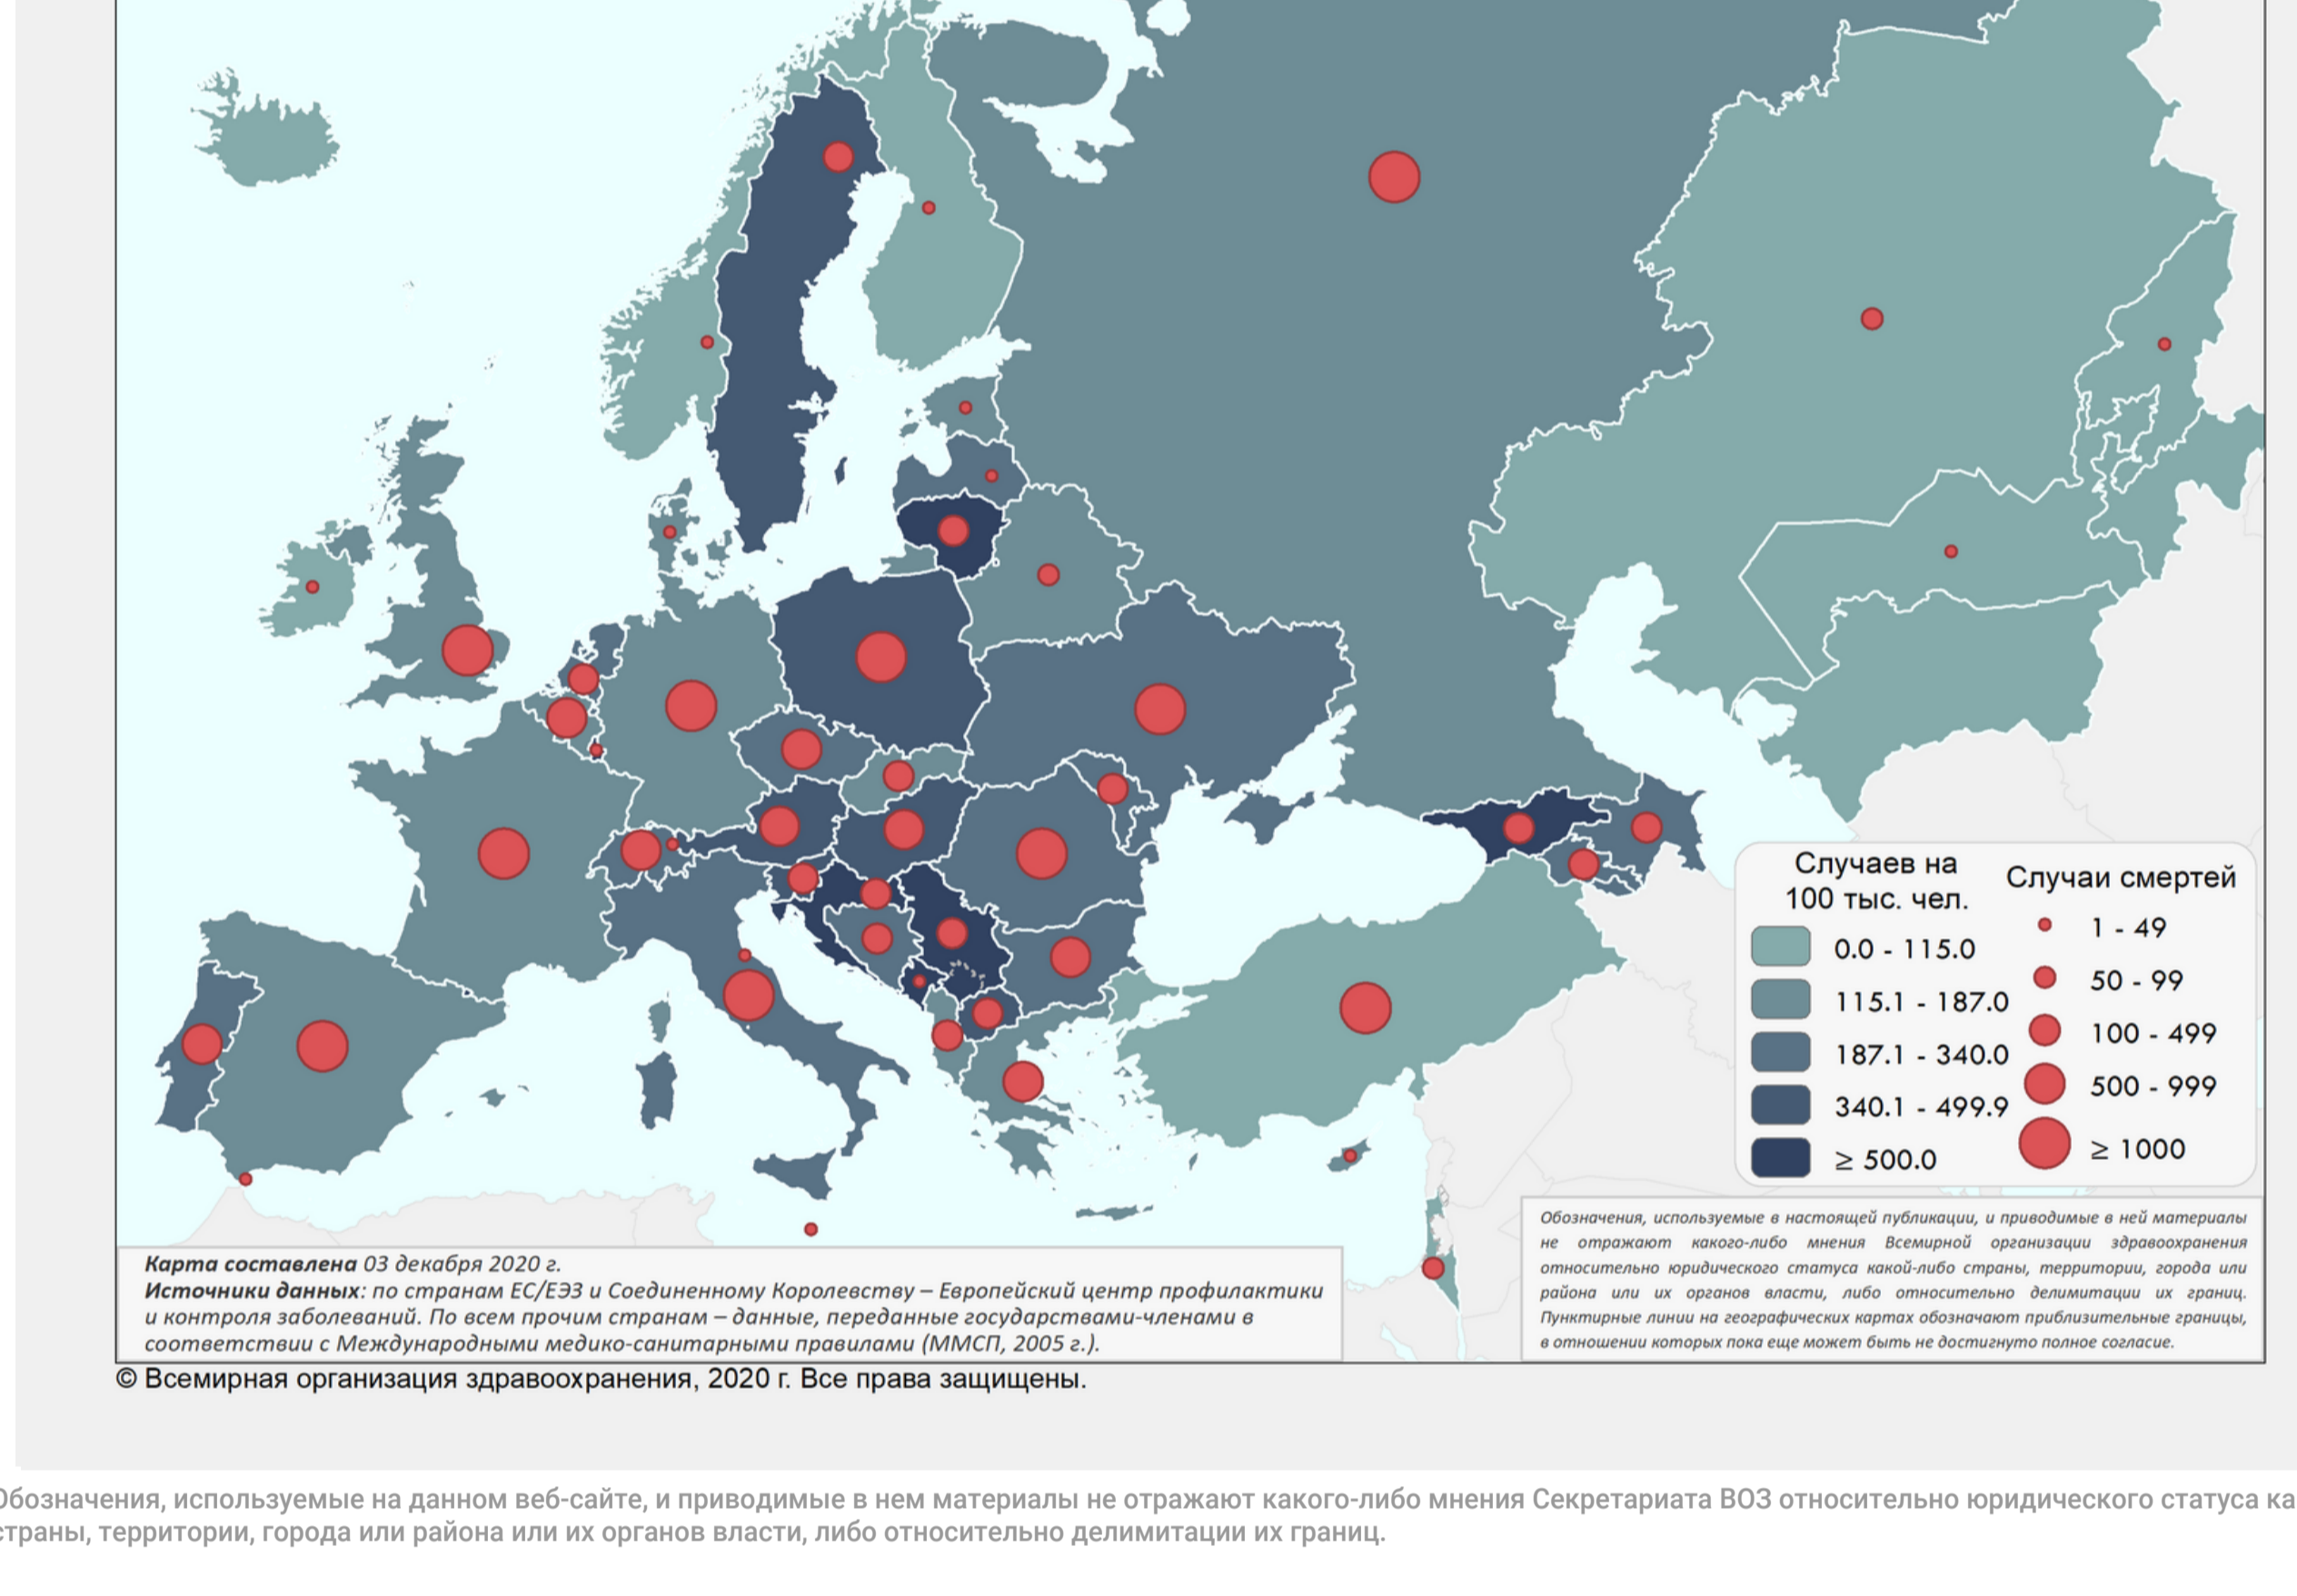 Случаев на
100 тыс. чел.
0.0 - 115.0
115.1 - 187.0
187.1 - 340.0
340.1 - 499.9
≥ 500.0
Случаи смертей
1 - 49
50 - 99
100 - 499
500 - 999
≥ 1000
Обозначения, используемые в настоящей публикации, и приводимые в ней материалы
не отражают какого-либо мнения Всемирной организации здравоохранения
относительно юридического статуса какой-либо страны, территории, города или
района или их органов власти, либо относительно делимитации их границ.
Пунктирные линии на географических картах обозначают приблизительные границы,
в отношении которых пока еще может быть не достигнуто полное согласие.
Карта составлена 03 декабря 2020 г.
Источники данных: по странам ЕС/ЕЭЗ и Соединенному Королевству – Европейский центр профилактики
и контроля заболеваний. По всем прочим странам – данные, переданные государствами-членами в
соответствии с Международными медико-санитарными правилами (ММСП, 2005 г.).
© Всемирная организация здравоохранения, 2020 г. Все права защищены.
Обозначения, используемые на данном веб-сайте, и приводимые в нем материалы не отражают какого-либо мнения Секретариата ВОЗ относительно юридического статуса ка
страны, территории, города или района или их органов власти, либо относительно делимитации их границ.